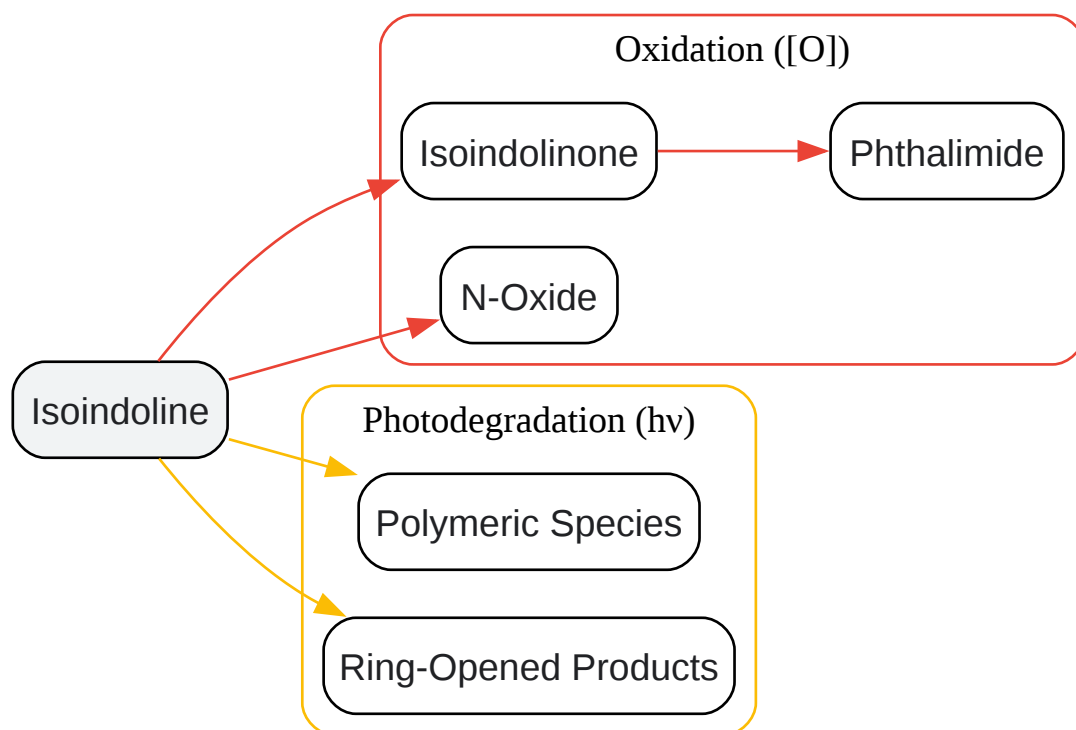 Oxidation ([O])
Isoindolinone
Phthalimide
N-Oxide
Isoindoline
Photodegradation (hν)
Polymeric Species
Ring-Opened Products